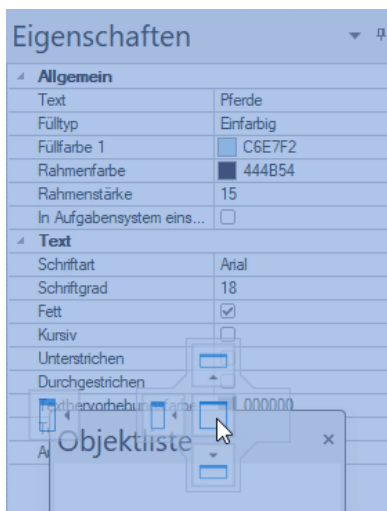 Eigenschaften
Allgemein
Text Pferde
Fülltyp Einfarbig
Füllfarbe 1 C6E7F2
Rahmenfarbe 444B54
Rahmenstärke 15
In Aufgabensystem eins...
Text
Schriftart Arial
Schriftgrad 18
Fett
Kursiv
Unterstrichen
Durchgestrichen
Texthervorhebungsfarbe 000000
Objektliste